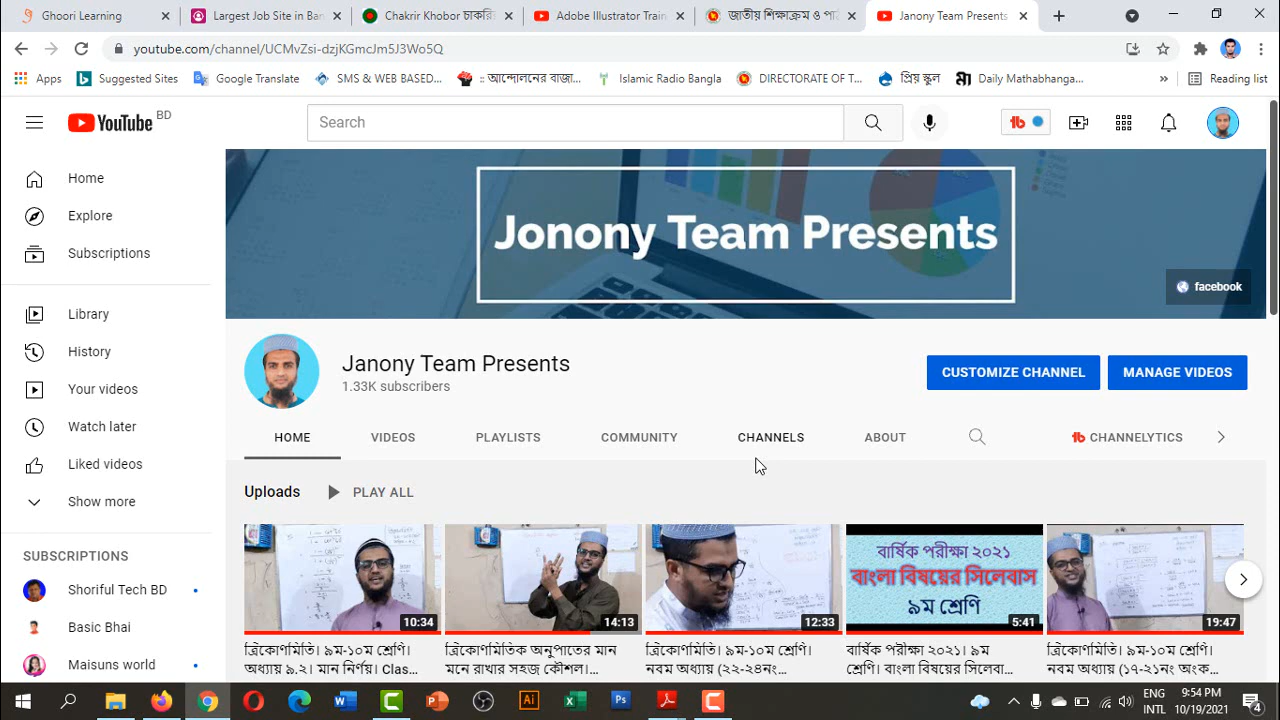 Ghoori Learning
Largest Job Site in Ban
Chakrir Khobor চাকরি
Adobe Illustrator Train
জাতীয় শিক্ষাক্রম ও পা
Janony Team Presents
youtube.com/channel/UCMvZsi-dzjKGmcJm5J3Wo5Q
Apps
Suggested Sites
Google Translate
SMS & WEB BASED...
:: আন্দোলনের বাজা...
Islamic Radio Bangl
DIRECTORATE OF T...
প্রিয় স্কুল
Daily Mathabhanga...
»
Reading list
YouTube BD
Search
Home
Explore
Subscriptions
Library
History
Your videos
Watch later
Liked videos
Show more
SUBSCRIPTIONS
Shoriful Tech BD
Basic Bhai
Maisuns world
Jonony Team Presents
facebook
Janony Team Presents
1.33K subscribers
CUSTOMIZE CHANNEL
MANAGE VIDEOS
HOME
VIDEOS
PLAYLISTS
COMMUNITY
CHANNELS
ABOUT
CHANNELYTICS
Uploads
PLAY ALL
10:34
14:13
12:33
বার্ষিক পরীক্ষা ২০২১
বাংলা বিষয়ের সিলেবাস
৯ম শ্রেণি
5:41
19:47
ত্রিকোণমিতি। ৯ম-১০ম শ্রেণি।
অধ্যায় ৯.২। মান নির্ণয়। Clas...
ত্রিকোণমিতিক অনুপাতের মান
মনে রাখার সহজ কৌশল।...
ত্রিকোণমিতি। ৯ম-১০ম শ্রেণি।
নবম অধ্যায় (২২-২৪নং...
বার্ষিক পরীক্ষা ২০২১। ৯ম
শ্রেণি। বাংলা বিষয়ের সিলেবা...
ত্রিকোণমিতি। ৯ম-১০ম শ্রেণি।
নবম অধ্যায় (১৭-২১নং অংক...
ENG
INTL
9:54 PM
10/19/2021
4